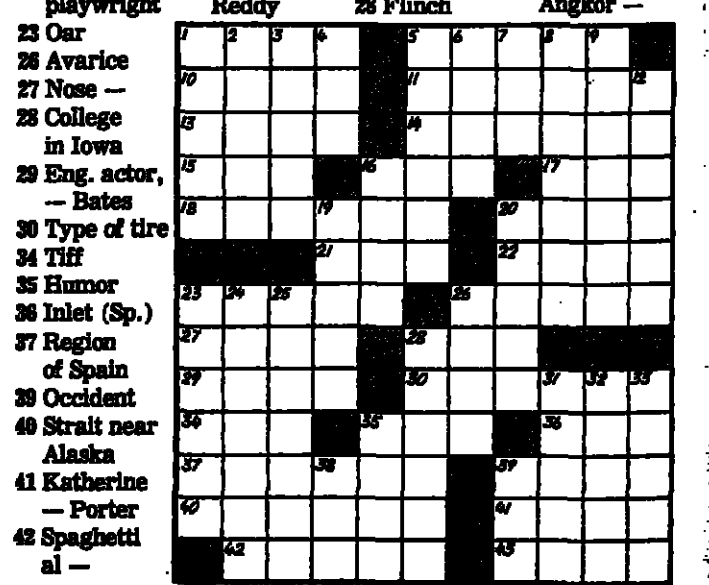 playwright Reddy 28 Flinch Angkor —
23 Oar
26 Avarice
27 Nose —
28 College
in Iowa
29 Eng. actor,
— Bates
30 Type of tire
34 Tiff
35 Humor
36 Inlet (Sp.)
37 Region
of Spain
39 Occident
40 Strait near
Alaska
41 Katherine
— Porter
42 Spaghetti
al —
1 2 3 4 5 6 7 8 9
10 11 12
13 14
15 16 17
18 19 20
21 22
23 24 25 26
27 28
29 30 31 32 33
34 35 36
37 38 39
40 41
42 43